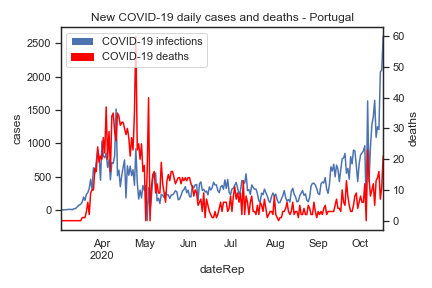 New COVID-19 daily cases and deaths - Portugal
COVID-19 infections
COVID-19 deaths
cases
2500
2000
1500
1000
500
0
deaths
60
50
40
30
20
10
0
Apr
2020
May
Jun
Jul
Aug
Sep
Oct
dateRep